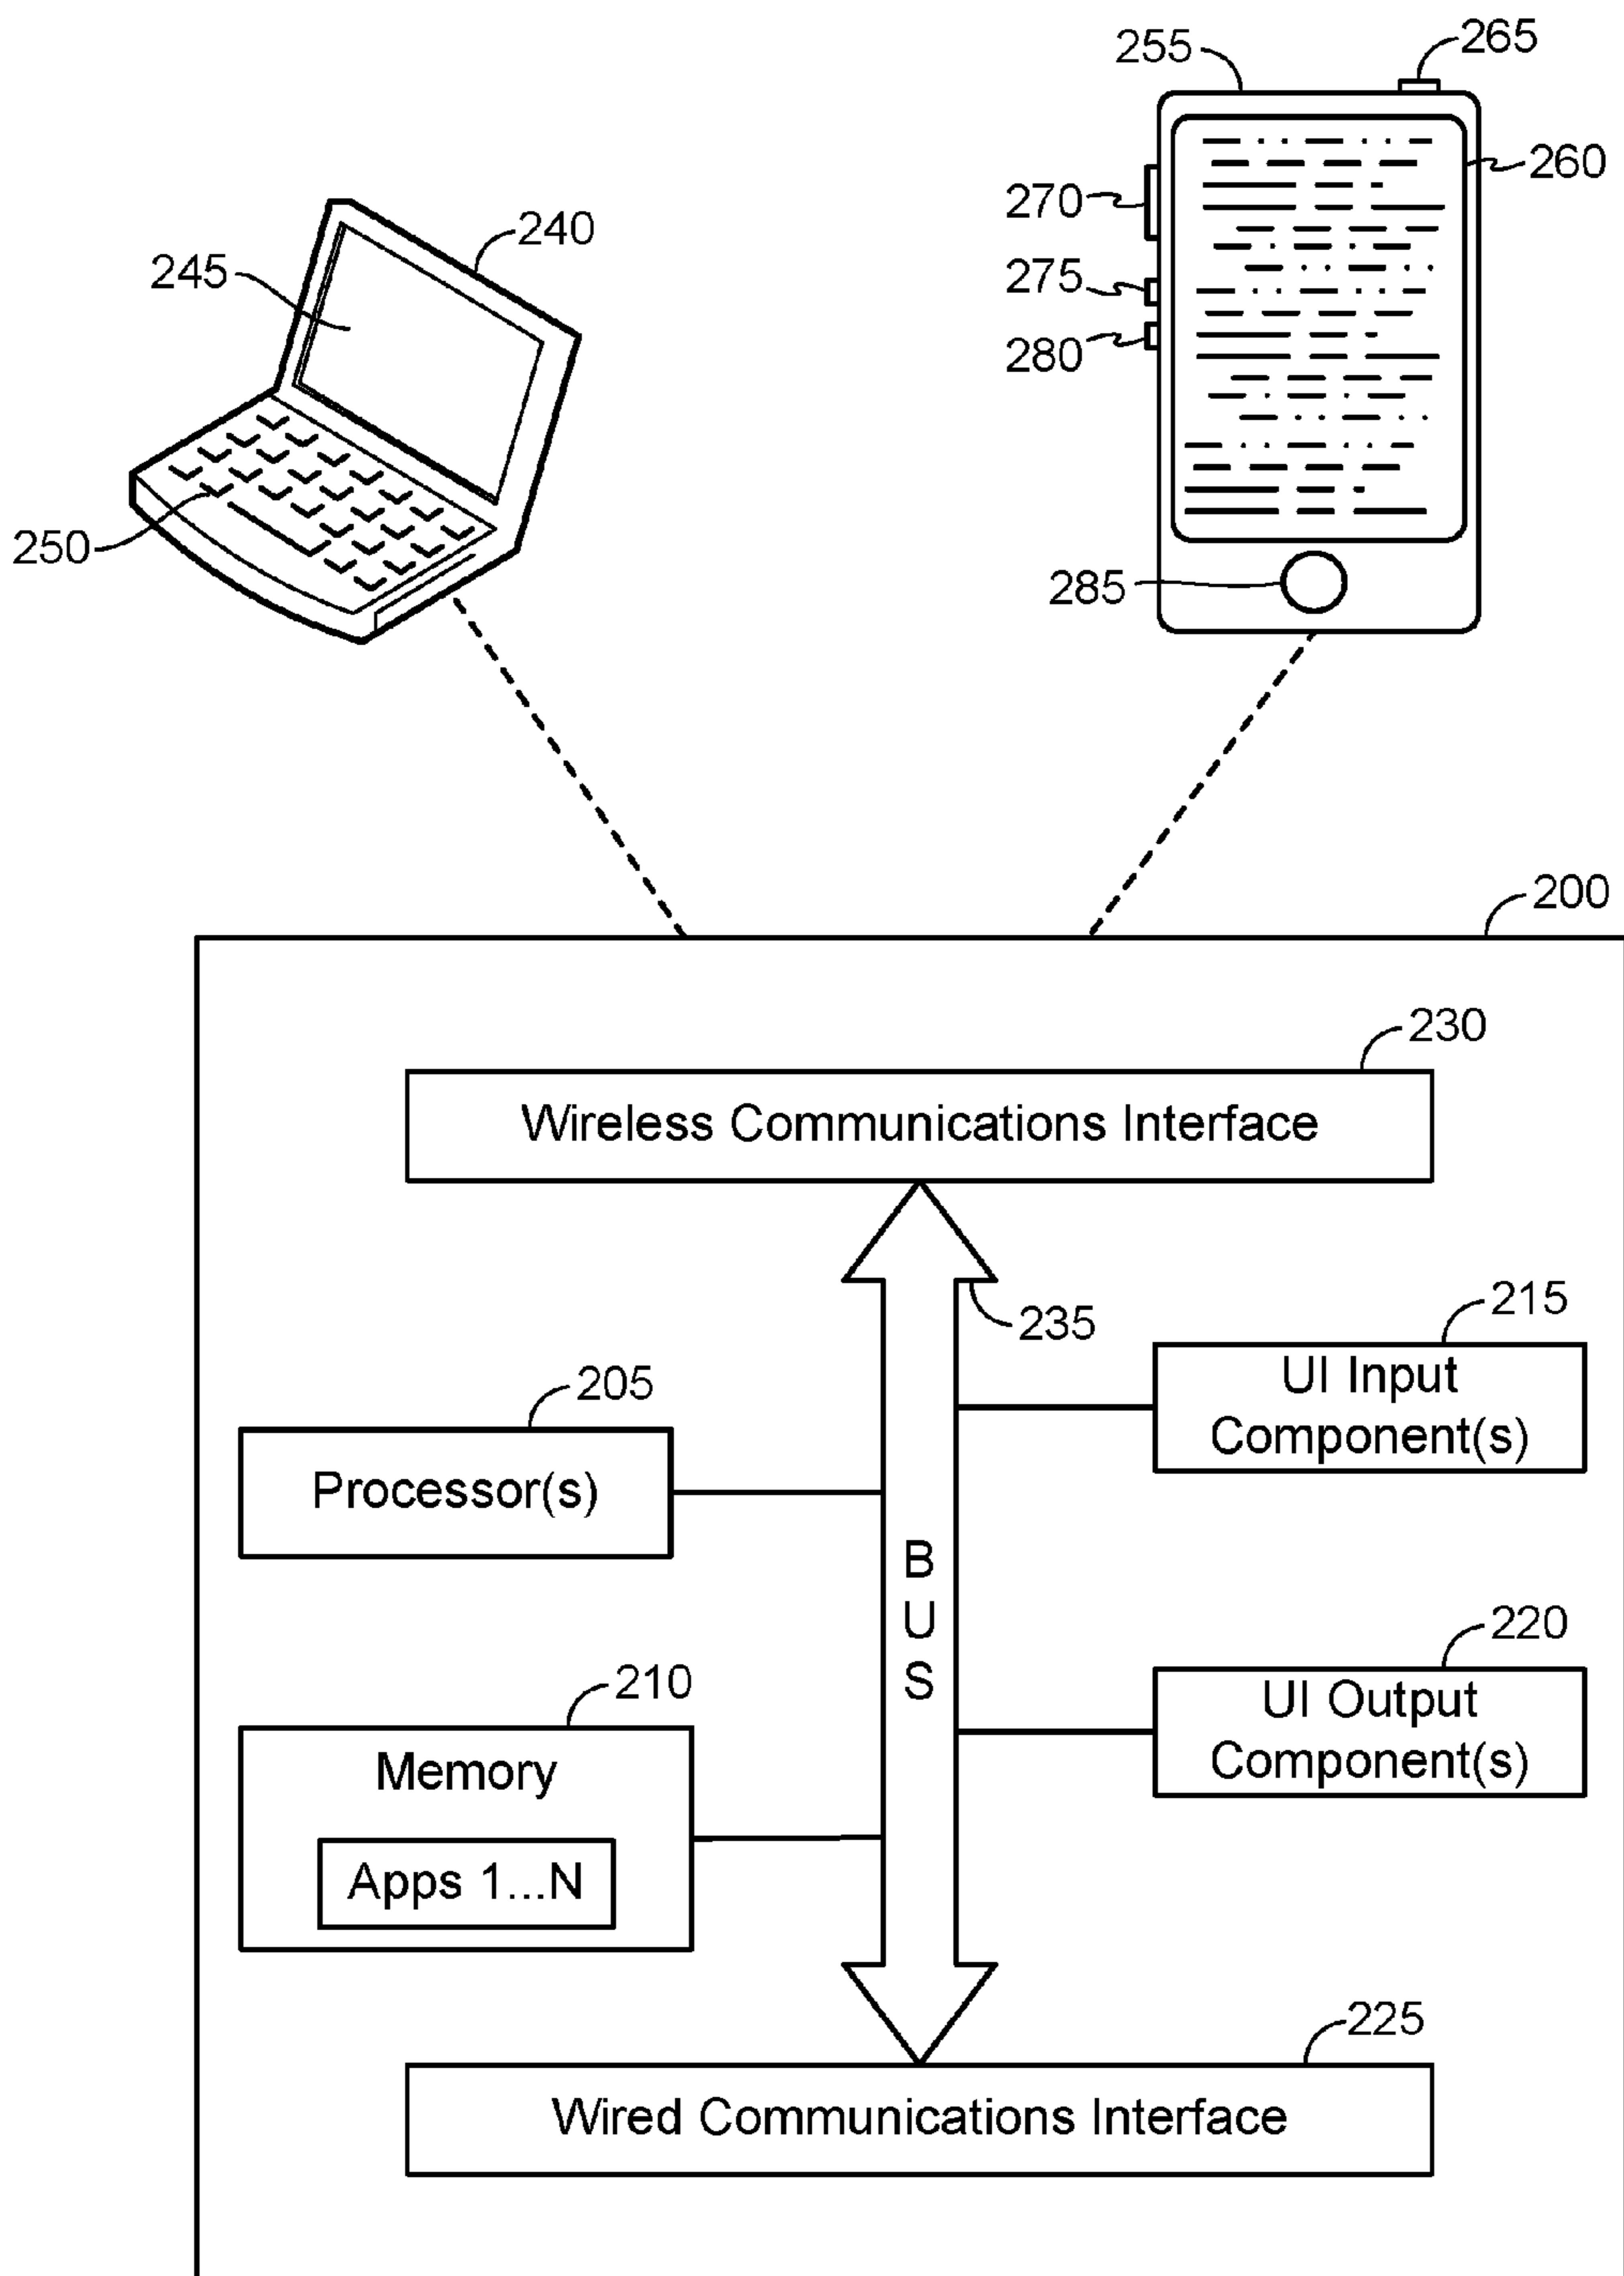 255
265
260
270
240
245
275
280
250
285
200
230
Wireless Communications Interface
235
215
UI Input
Component(s)
205
Processor(s)
BUS
220
UI Output
Component(s)
210
Memory
Apps 1...N
225
Wired Communications Interface